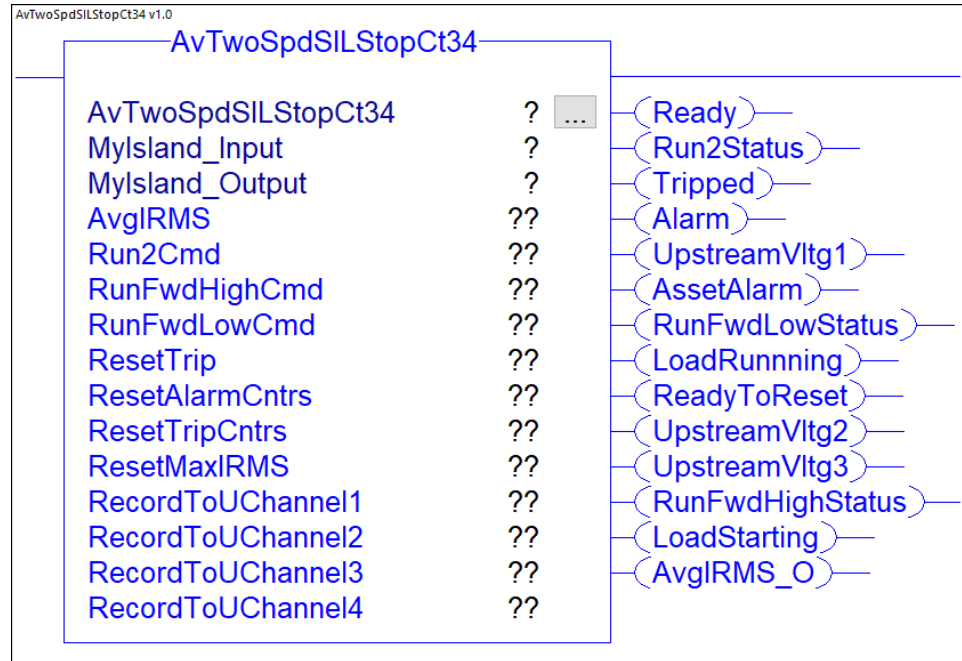 AvTwoSpdSILStopCt34 v1.0
AvTwoSpdSILStopCt34
AvTwoSpdSILStopCt34 ? ... Ready
MyIsland_Input ? Run2Status
MyIsland_Output ? Tripped
AvgIRMS ?? Alarm
Run2Cmd ?? UpstreamVltg1
RunFwdHighCmd ?? AssetAlarm
RunFwdLowCmd ?? RunFwdLowStatus
ResetTrip ?? LoadRunnning
ResetAlarmCntrs ?? ReadyToReset
ResetTripCntrs ?? UpstreamVltg2
ResetMaxIRMS ?? UpstreamVltg3
RecordToUChannel1 ?? RunFwdHighStatus
RecordToUChannel2 ?? LoadStarting
RecordToUChannel3 ?? AvgIRMS_O
RecordToUChannel4 ??